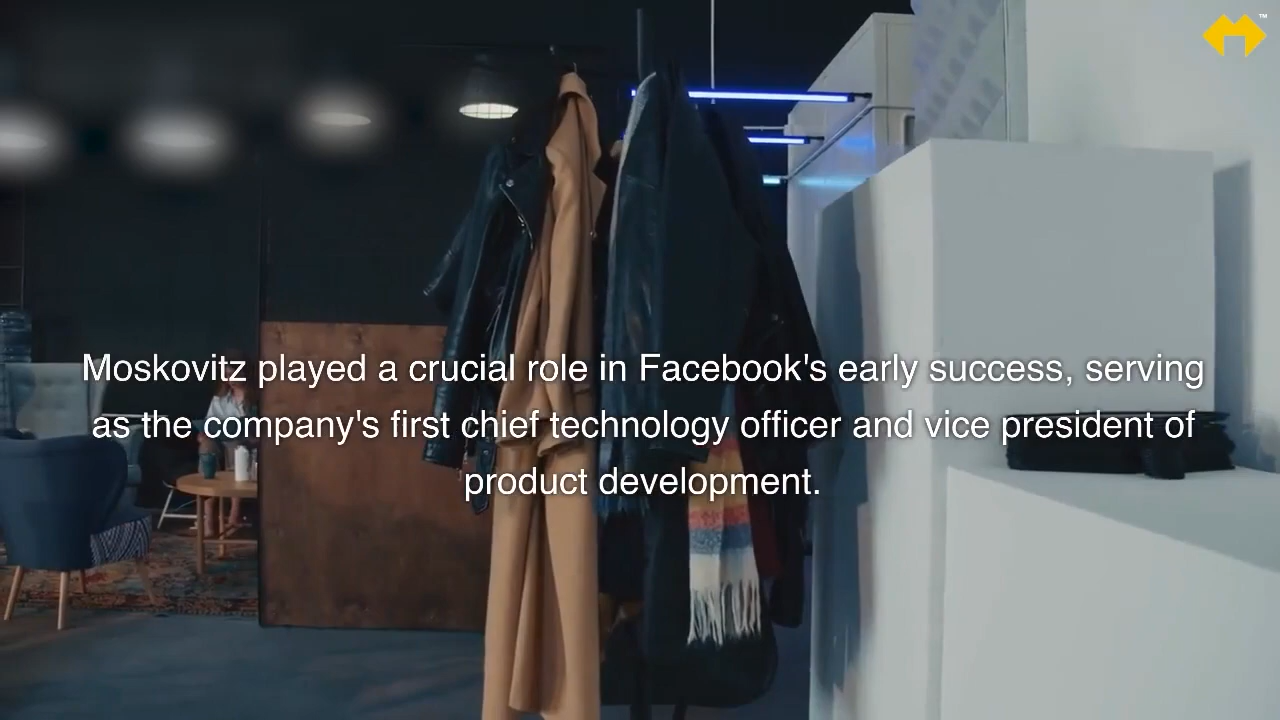 ™
Moskovitz played a crucial role in Facebook's early success, serving
as the company's first chief technology officer and vice president of
product development.